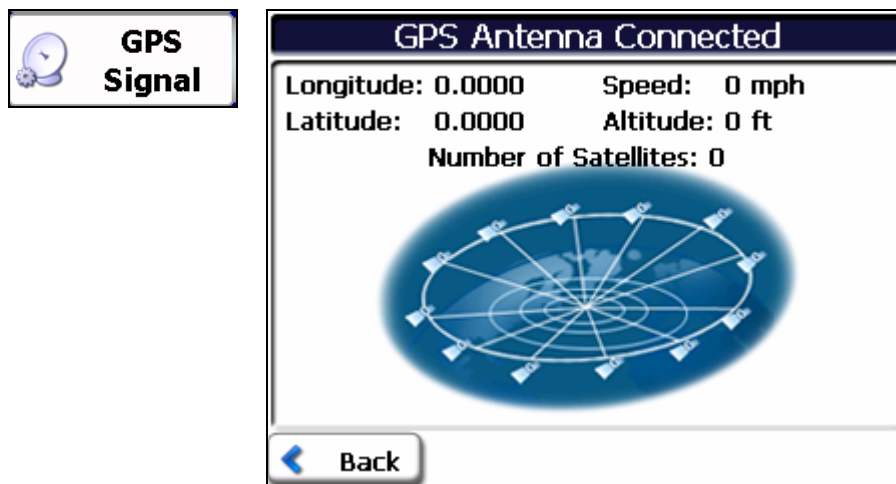 GPS
Signal
GPS Antenna Connected
Longitude: 0.0000 Speed: 0 mph
Latitude: 0.0000 Altitude: 0 ft
Number of Satellites: 0
Back